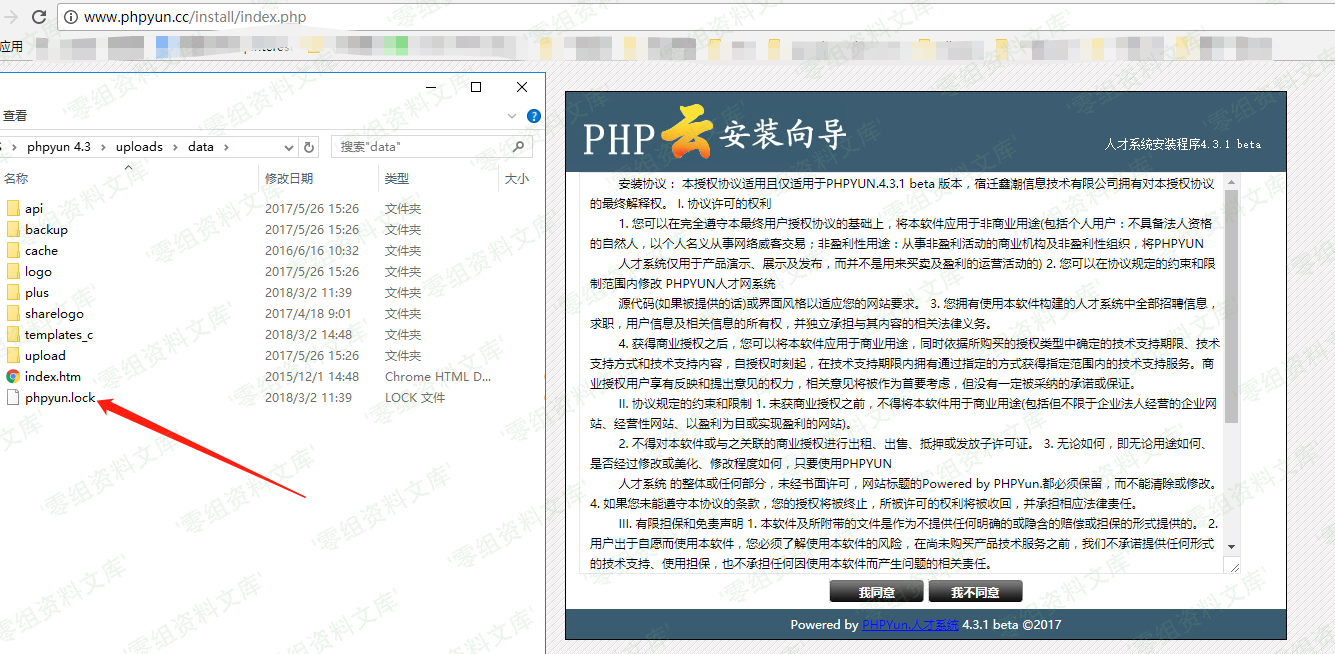 www.phpyun.cc/install/index.php
应用
查看
phpyun 4.3 › uploads › data ›
搜索"data"
名称 修改日期 类型 大小
api 2017/5/26 15:26 文件夹
backup 2017/5/26 15:26 文件夹
cache 2016/6/16 10:32 文件夹
logo 2017/5/26 15:26 文件夹
plus 2018/3/2 11:39 文件夹
sharelogo 2017/4/18 9:01 文件夹
templates_c 2018/3/2 14:48 文件夹
upload 2017/5/26 15:26 文件夹
index.htm 2015/12/1 14:48 Chrome HTML D...
phpyun.lock 2018/3/2 11:39 LOCK 文件
PHP云安装向导
人才系统安装程序4.3.1 beta
安装协议： 本授权协议适用且仅适用于PHPYUN.4.3.1 beta 版本，宿迁鑫潮信息技术有限公司拥有对本授权协议
的最终解释权。 I. 协议许可的权利
1. 您可以在完全遵守本最终用户授权协议的基础上，将本软件应用于非商业用途(包括个人用户：不具备法人资格
的自然人，以个人名义从事网络威客交易；非盈利性用途：从事非盈利活动的商业机构及非盈利性组织，将PHPYUN
人才系统仅用于产品演示、展示及发布，而并不是用来买卖及盈利的运营活动的) 2. 您可以在协议规定的约束和限
制范围内修改 PHPYUN人才网系统
源代码(如果被提供的话)或界面风格以适应您的网站要求。 3. 您拥有使用本软件构建的人才系统中全部招聘信息，
求职，用户信息及相关信息的所有权，并独立承担与其内容的相关法律义务。
4. 获得商业授权之后，您可以将本软件应用于商业用途，同时依据所购买的授权类型中确定的技术支持期限、技术
支持方式和技术支持内容，自授权时刻起，在技术支持期限内拥有通过指定的方式获得指定范围内的技术支持服务。商
业授权用户享有反映和提出意见的权力，相关意见将被作为首要考虑，但没有一定被采纳的承诺或保证。
II. 协议规定的约束和限制 1. 未获商业授权之前，不得将本软件用于商业用途(包括但不限于企业法人经营的企业网
站、经营性网站、以盈利为目或实现盈利的网站)。
2. 不得对本软件或与之关联的商业授权进行出租、出售、抵押或发放子许可证。 3. 无论如何，即无论用途如何、
是否经过修改或美化、修改程度如何，只要使用PHPYUN
人才系统 的整体或任何部分，未经书面许可，网站标题的Powered by PHPYun.都必须保留，而不能清除或修改。
4. 如果您未能遵守本协议的条款，您的授权将被终止，所被许可的权利将被收回，并承担相应法律责任。
III. 有限担保和免责声明 1. 本软件及所附带的文件是作为不提供任何明确的或隐含的赔偿或担保的形式提供的。 2.
用户出于自愿而使用本软件，您必须了解使用本软件的风险，在尚未购买产品技术服务之前，我们不承诺提供任何形式
的技术支持、使用担保，也不承担任何因使用本软件而产生问题的相关责任。
我同意 我不同意
Powered by PHPYun.人才系统 4.3.1 beta ©2017
'零组资料文库'